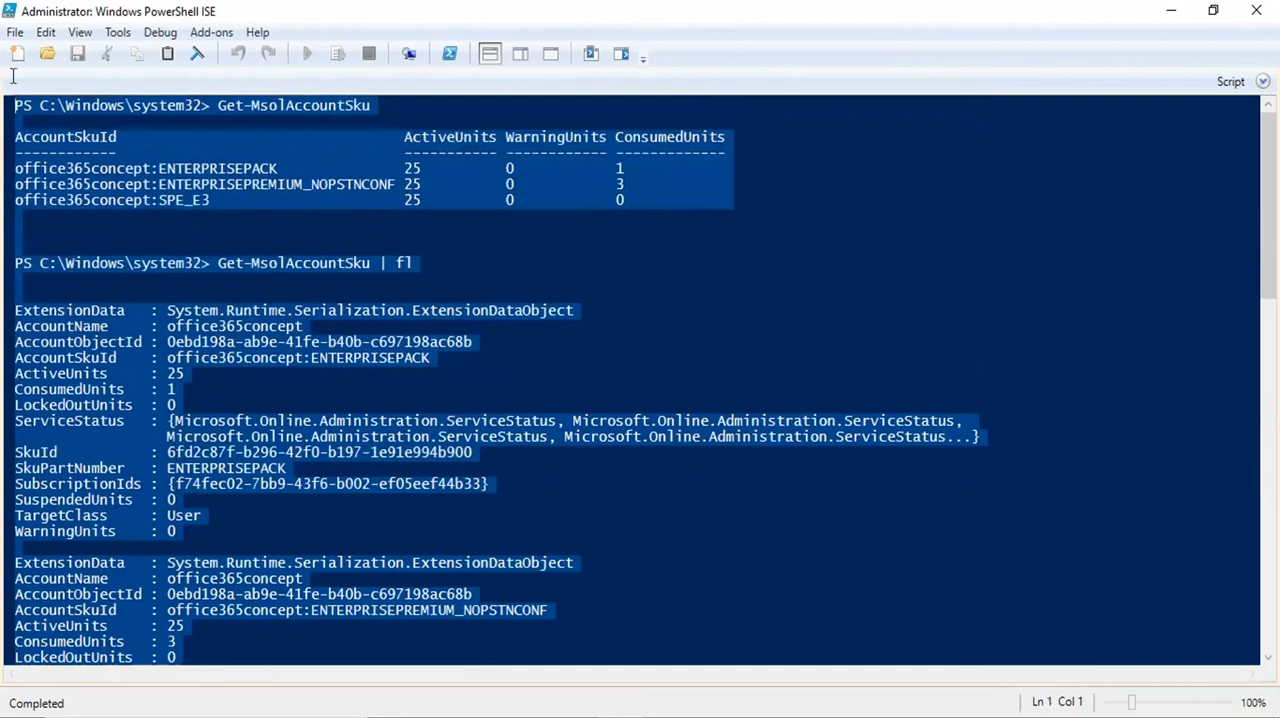 Administrator: Windows PowerShell ISE
File Edit View Tools Debug Add-ons Help
Script
PS C:\Windows\system32> Get-MsolAccountSku
AccountSkuId ActiveUnits WarningUnits ConsumedUnits
------------ ----------- ------------ -------------
office365concept:ENTERPRISEPACK 25 0 1
office365concept:ENTERPRISEPREMIUM_NOPSTNCONF 25 0 3
office365concept:SPE_E3 25 0 0
PS C:\Windows\system32> Get-MsolAccountSku | fl
ExtensionData : System.Runtime.Serialization.ExtensionDataObject
AccountName : office365concept
AccountObjectId : 0ebd198a-ab9e-41fe-b40b-c697198ac68b
AccountSkuId : office365concept:ENTERPRISEPACK
ActiveUnits : 25
ConsumedUnits : 1
LockedOutUnits : 0
ServiceStatus : {Microsoft.Online.Administration.ServiceStatus, Microsoft.Online.Administration.ServiceStatus,
Microsoft.Online.Administration.ServiceStatus, Microsoft.Online.Administration.ServiceStatus...}
SkuId : 6fd2c87f-b296-42f0-b197-1e91e994b900
SkuPartNumber : ENTERPRISEPACK
SubscriptionIds : {f74fec02-7bb9-43f6-b002-ef05eef44b33}
SuspendedUnits : 0
TargetClass : User
WarningUnits : 0
ExtensionData : System.Runtime.Serialization.ExtensionDataObject
AccountName : office365concept
AccountObjectId : 0ebd198a-ab9e-41fe-b40b-c697198ac68b
AccountSkuId : office365concept:ENTERPRISEPREMIUM_NOPSTNCONF
ActiveUnits : 25
ConsumedUnits : 3
LockedOutUnits : 0
Completed Ln 1 Col 1 100%